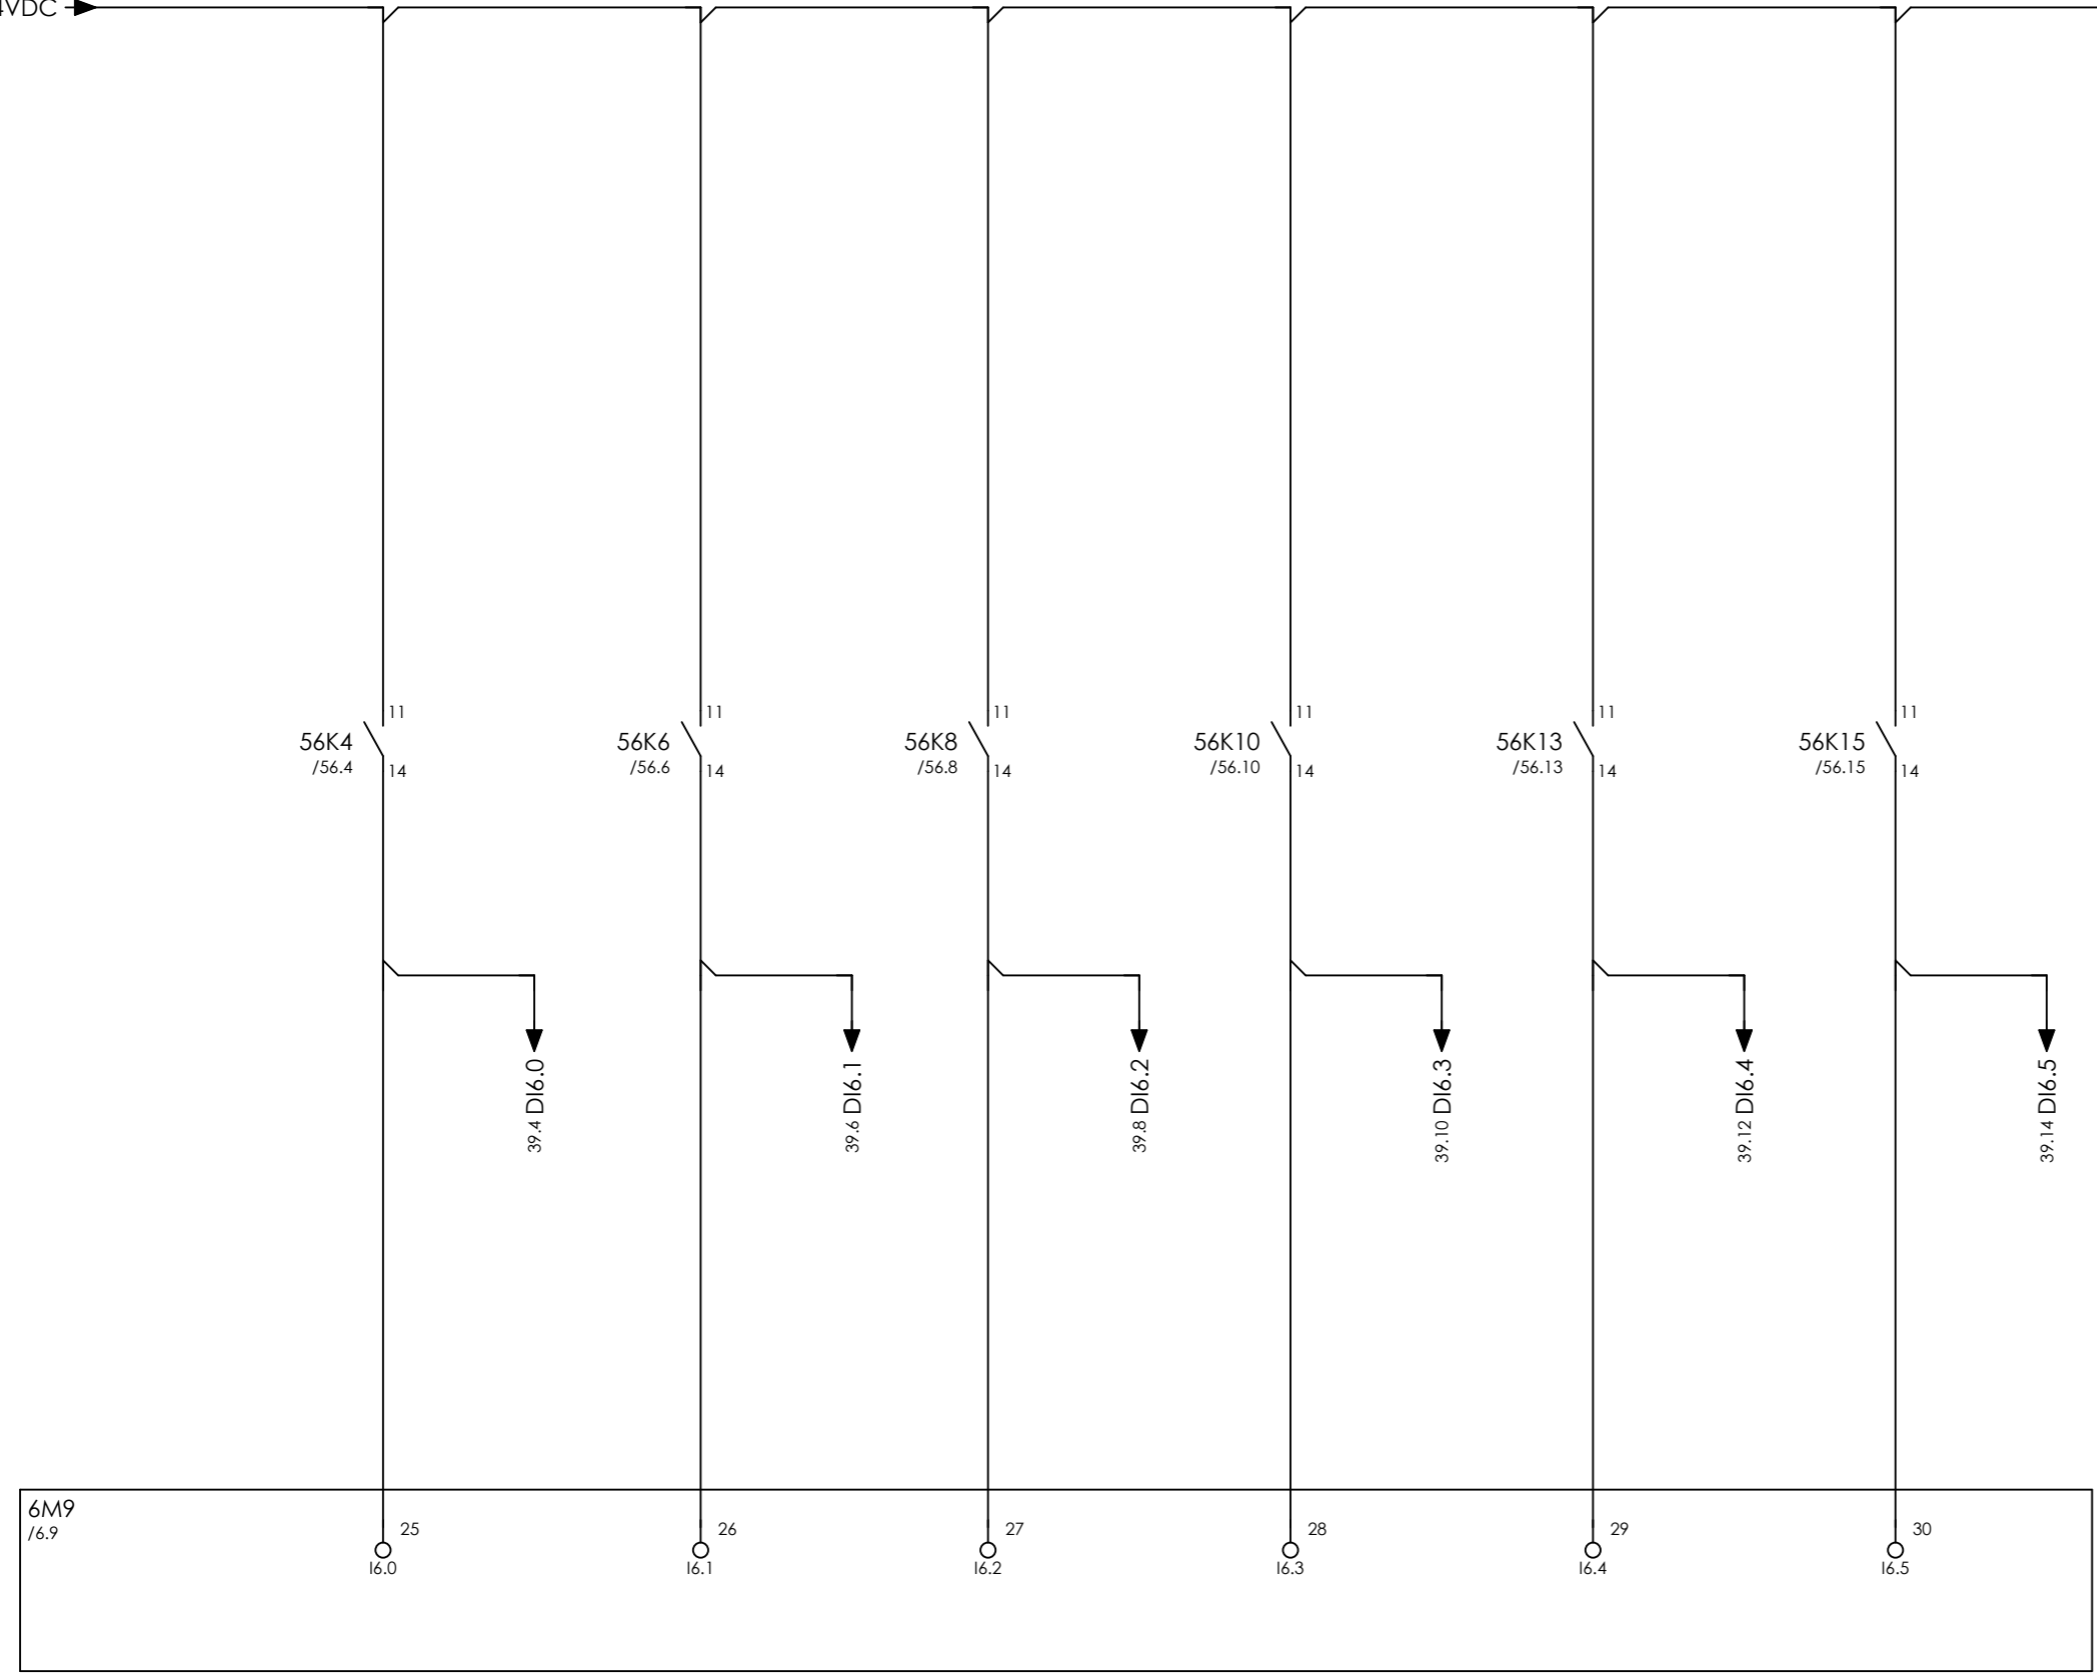 VDC
11 11 11 11 11 11
56K4 56K6 56K8 56K10 56K13 56K15
/56.4 /56.6 /56.8 /56.10 /56.13 /56.15
14 14 14 14 14 14
39.4 DI6.0
39.6 DI6.1
39.8 DI6.2
39.10 DI6.3
39.12 DI6.4
39.14 DI6.5
6M9
/6.9
25 26 27 28 29 30
I6.0 I6.1 I6.2 I6.3 I6.4 I6.5